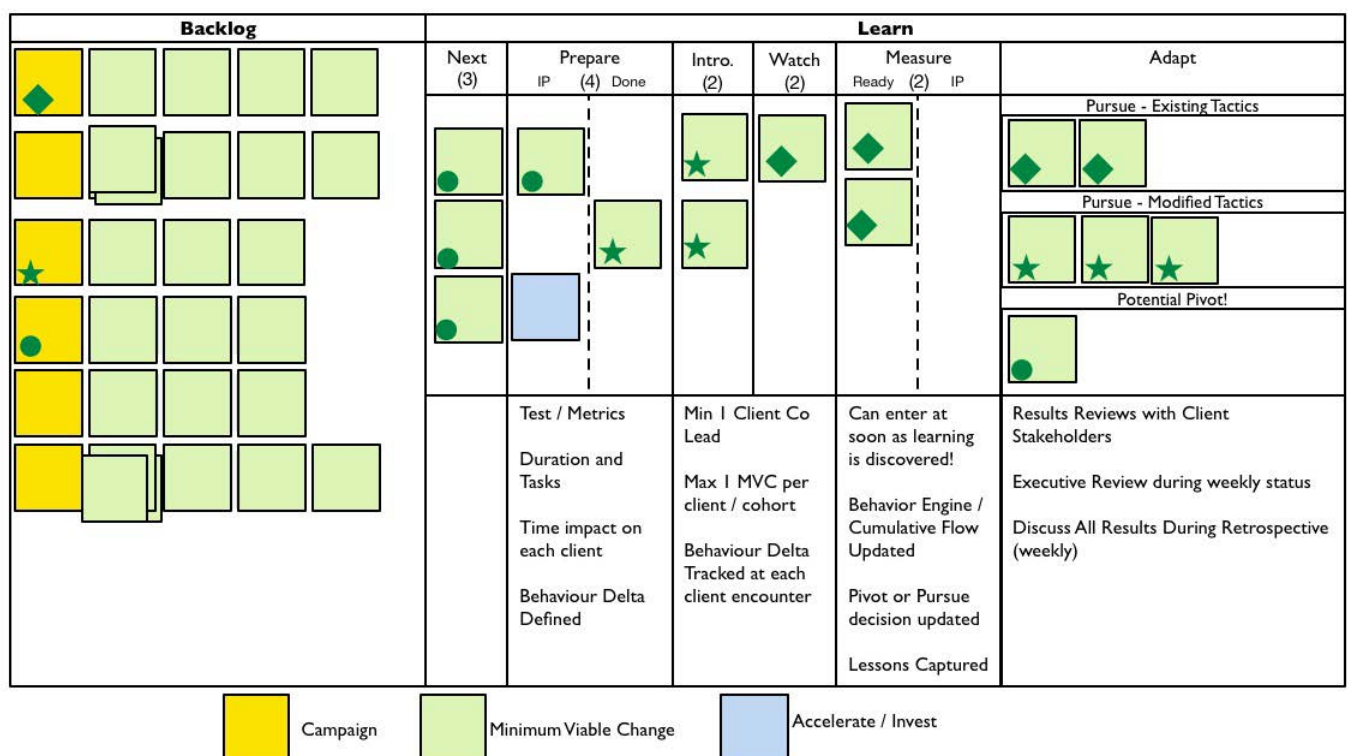 Backlog
Learn
Next
(3)
Prepare
IP (4) Done
Intro.
(2)
Watch
(2)
Measure
Ready (2) IP
Adapt
Pursue - Existing Tactics
Pursue - Modified Tactics
Potential Pivot!
Test / Metrics
Duration and
Tasks
Time impact on
each client
Behaviour Delta
Defined
Min 1 Client Co
Lead
Max 1 MVC per
client / cohort
Behaviour Delta
Tracked at each
client encounter
Can enter at
soon as learning
is discovered!
Behavior Engine /
Cumulative Flow
Updated
Pivot or Pursue
decision updated
Lessons Captured
Results Reviews with Client
Stakeholders
Executive Review during weekly status
Discuss All Results During Retrospective
(weekly)
Campaign
Minimum Viable Change
Accelerate / Invest